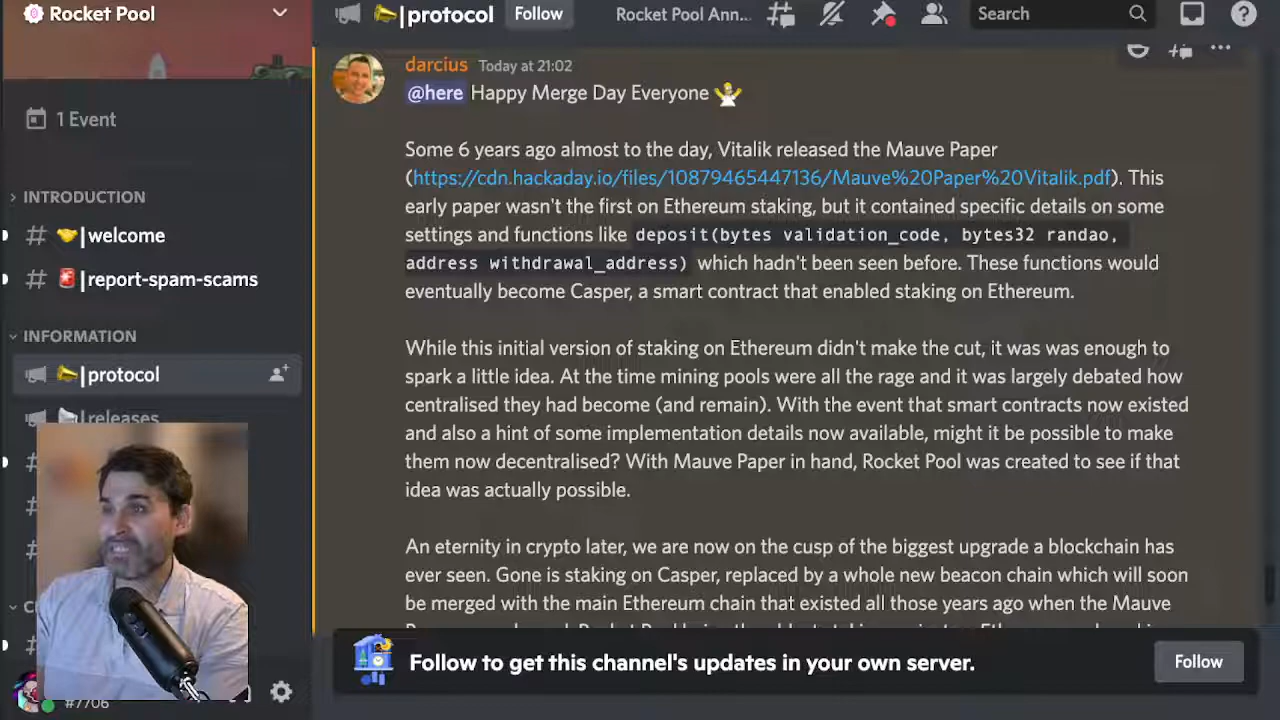 Rocket Pool
|protocol
Follow
Rocket Pool Ann...
Search
1 Event
INTRODUCTION
# |welcome
# |report-spam-scams
INFORMATION
|protocol
|releases
#7706
darcius Today at 21:02
@here Happy Merge Day Everyone
Some 6 years ago almost to the day, Vitalik released the Mauve Paper
(https://cdn.hackaday.io/files/10879465447136/Mauve%20Paper%20Vitalik.pdf). This
early paper wasn't the first on Ethereum staking, but it contained specific details on some
settings and functions like deposit(bytes validation_code, bytes32 randao,
address withdrawal_address) which hadn't been seen before. These functions would
eventually become Casper, a smart contract that enabled staking on Ethereum.
While this initial version of staking on Ethereum didn't make the cut, it was was enough to
spark a little idea. At the time mining pools were all the rage and it was largely debated how
centralised they had become (and remain). With the event that smart contracts now existed
and also a hint of some implementation details now available, might it be possible to make
them now decentralised? With Mauve Paper in hand, Rocket Pool was created to see if that
idea was actually possible.
An eternity in crypto later, we are now on the cusp of the biggest upgrade a blockchain has
ever seen. Gone is staking on Casper, replaced by a whole new beacon chain which will soon
be merged with the main Ethereum chain that existed all those years ago when the Mauve
Follow to get this channel's updates in your own server.
Follow